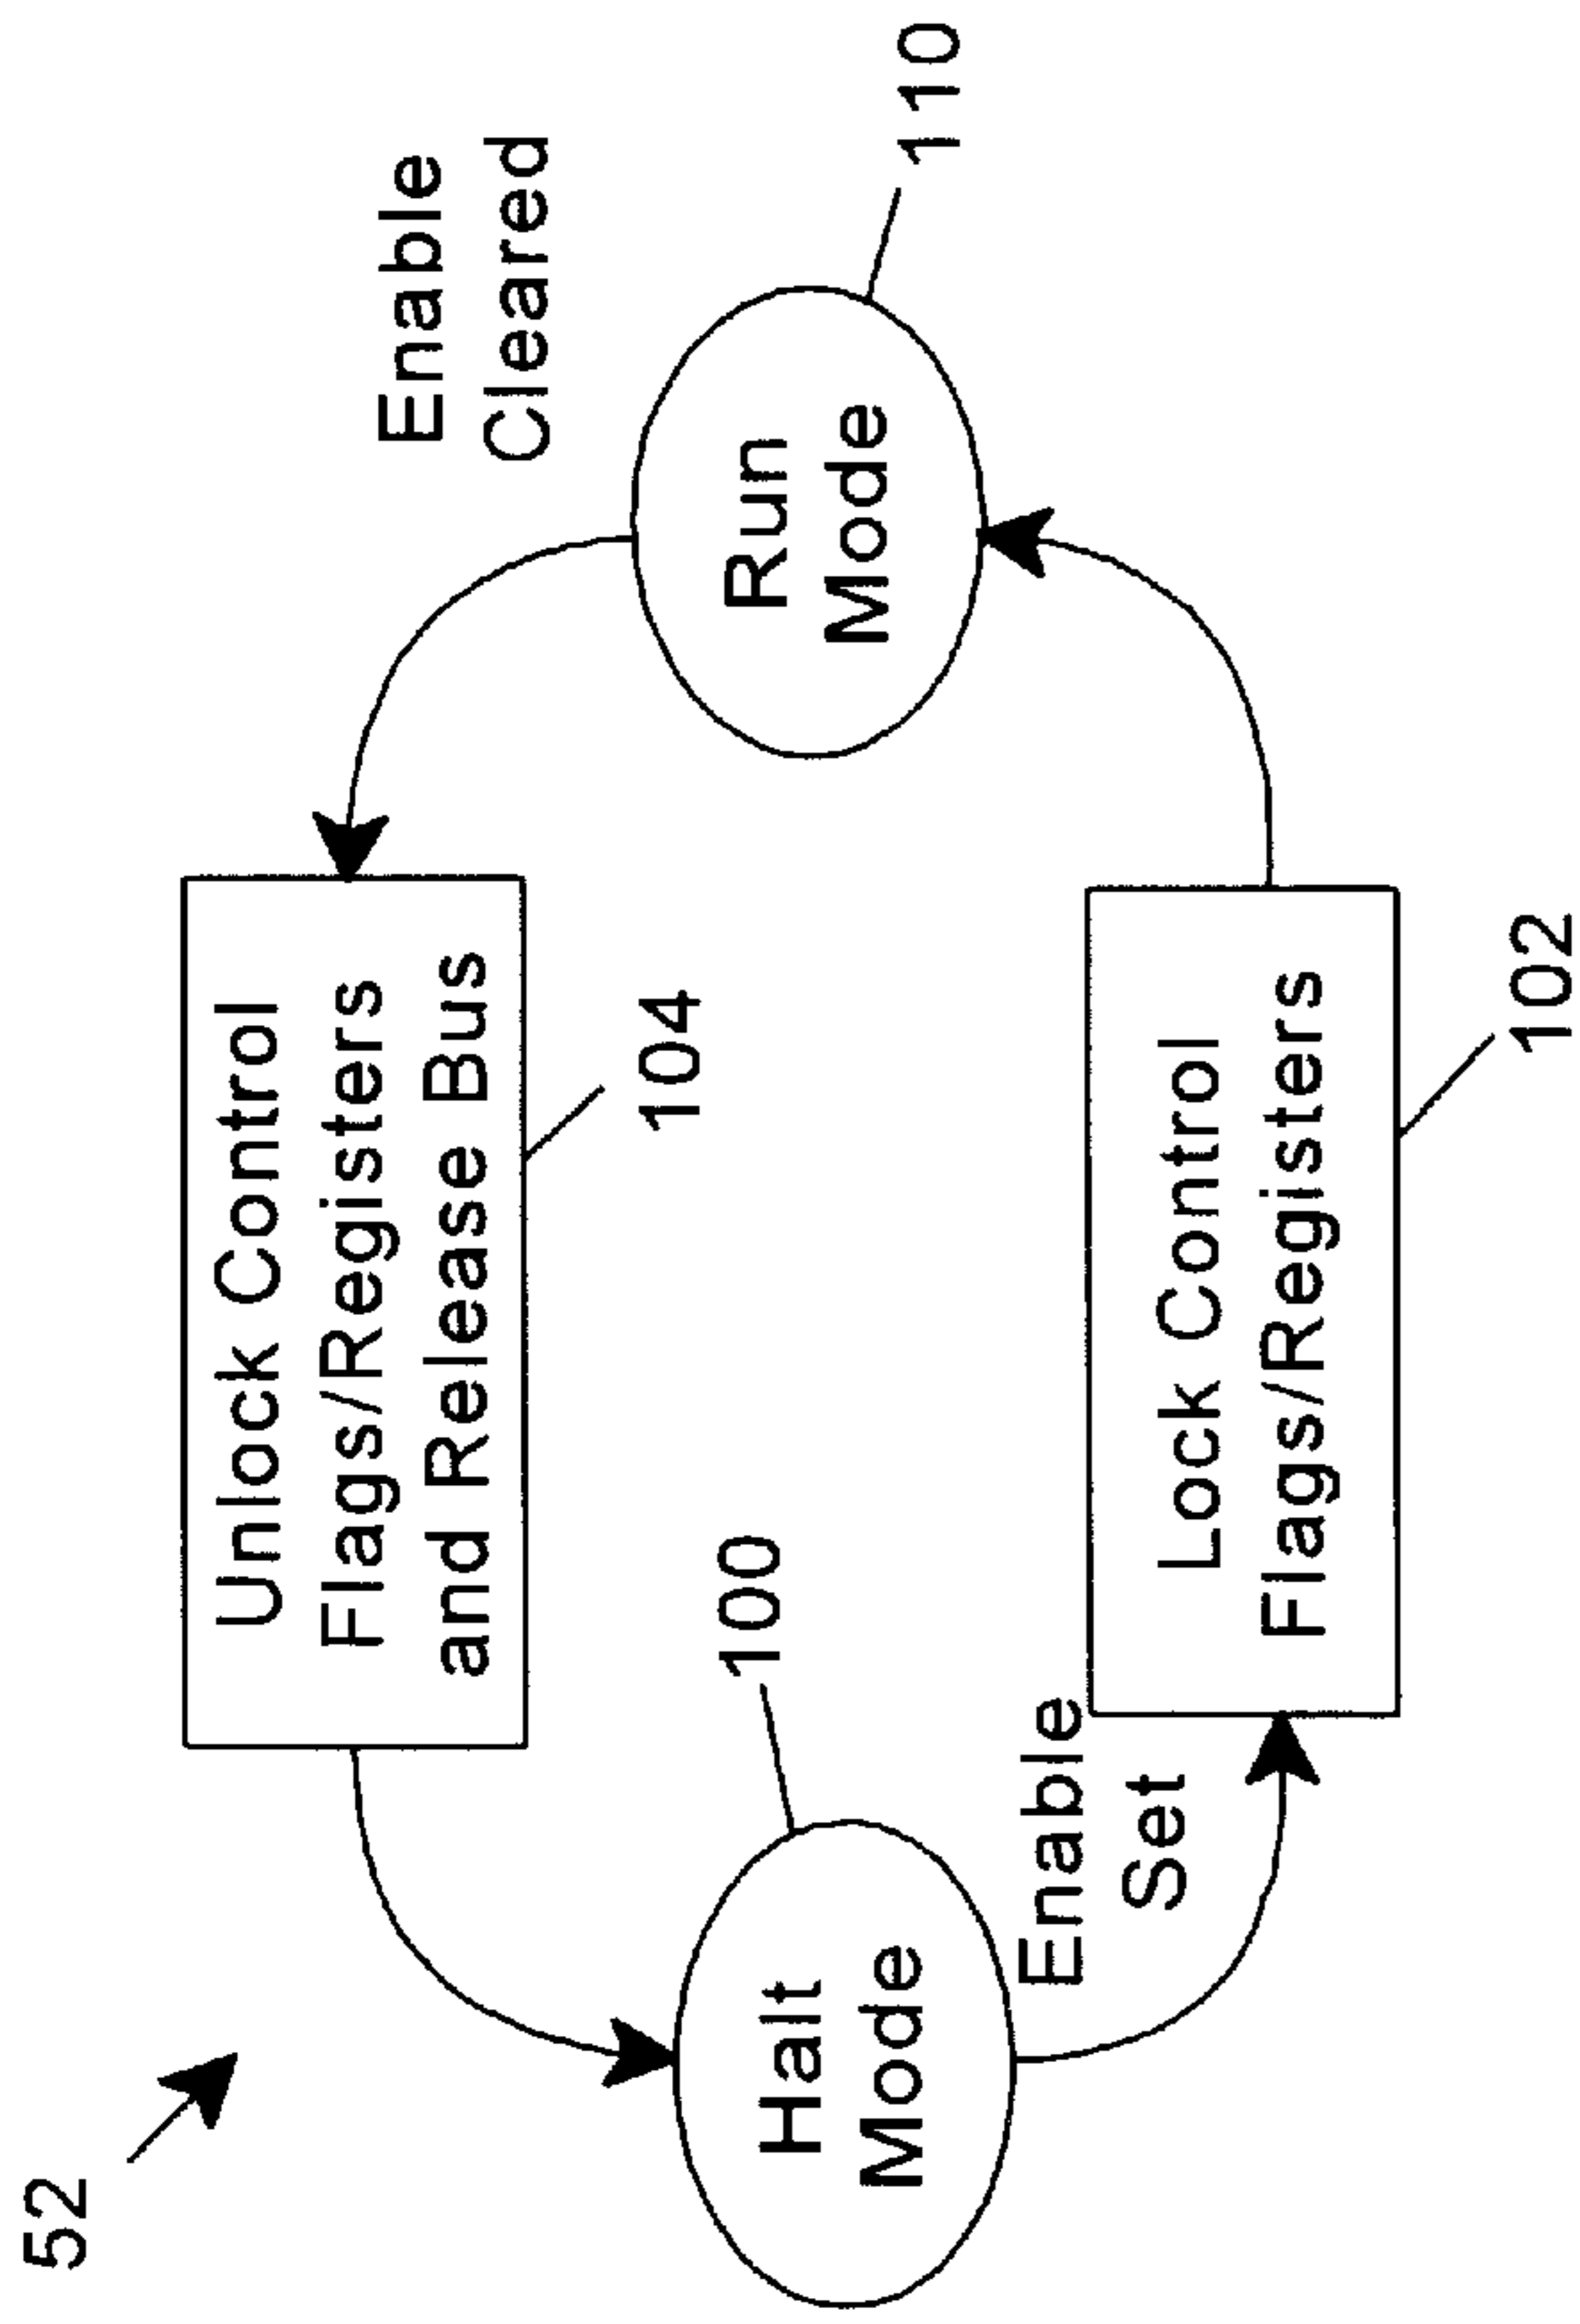 52
Unlock Control
Flags/Registers
and Release Bus
104
Enable
Cleared
100
Halt
Mode
Run
Mode
110
Enable
Set
Lock Control
Flags/Registers
102